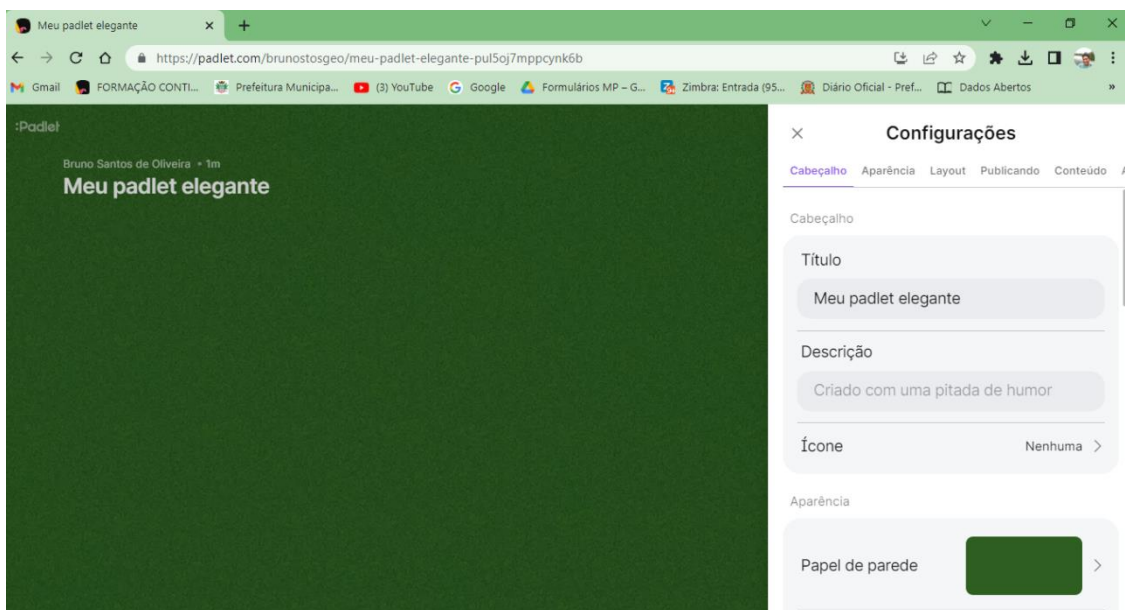 Meu padlet elegante
https://padlet.com/brunostosgeo/meu-padlet-elegante-pul5oj7mppcynk6b
Gmail FORMAÇÃO CONTI... Prefeitura Municipa... (3) YouTube Google Formulários MP – G... Zimbra: Entrada (95... Diário Oficial - Pref... Dados Abertos »
:Padlet
Bruno Santos de Oliveira • 1m
Meu padlet elegante
Configurações
Cabeçalho Aparência Layout Publicando Conteúdo
Cabeçalho
Título
Meu padlet elegante
Descrição
Criado com uma pitada de humor
Ícone Nenhuma
Aparência
Papel de parede